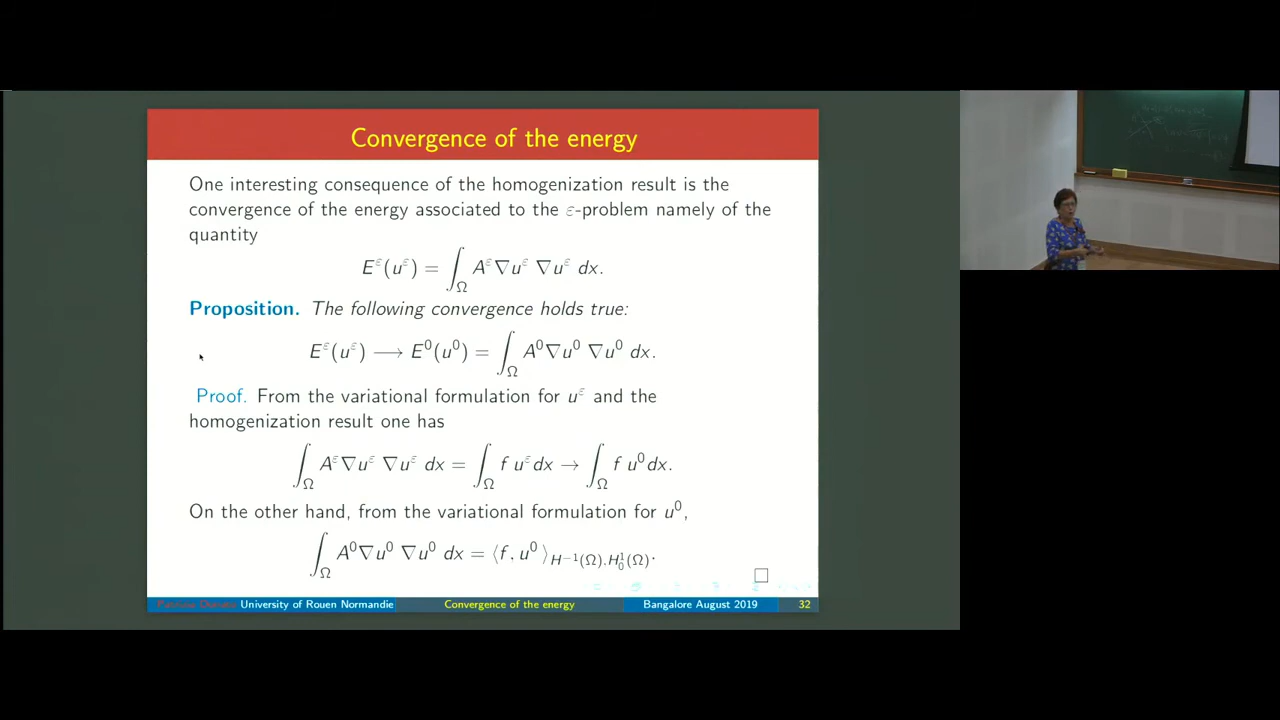 Convergence of the energy
One interesting consequence of the homogenization result is the
convergence of the energy associated to the ε-problem namely of the
quantity
E^ε(u^ε) = ∫_Ω A^ε ∇u^ε ∇u^ε dx.
Proposition. The following convergence holds true:
E^ε(u^ε) ⟶ E^0(u^0) = ∫_Ω A^0 ∇u^0 ∇u^0 dx.
Proof. From the variational formulation for u^ε and the
homogenization result one has
∫_Ω A^ε ∇u^ε ∇u^ε dx = ∫_Ω f u^ε dx → ∫_Ω f u^0 dx.
On the other hand, from the variational formulation for u^0,
∫_Ω A^0 ∇u^0 ∇u^0 dx = ⟨f, u^0⟩_{H^{-1}(Ω),H^1_0(Ω)}.
□
University of Rouen Normandie Convergence of the energy Bangalore August 2019 32